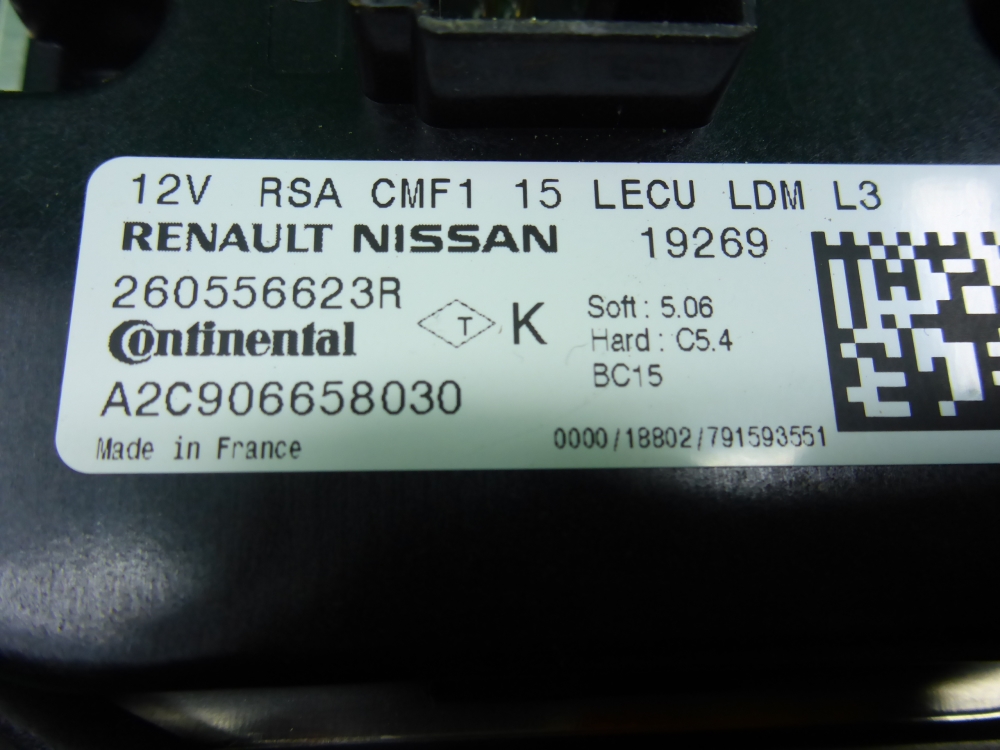 12V RSA CMF1 15 LECU LDM L3
RENAULT NISSAN 19269
260556623R
Continental
T K
Soft : 5.06
Hard : C5.4
BC15
A2C906658030
Made in France
0000/18802/791593551